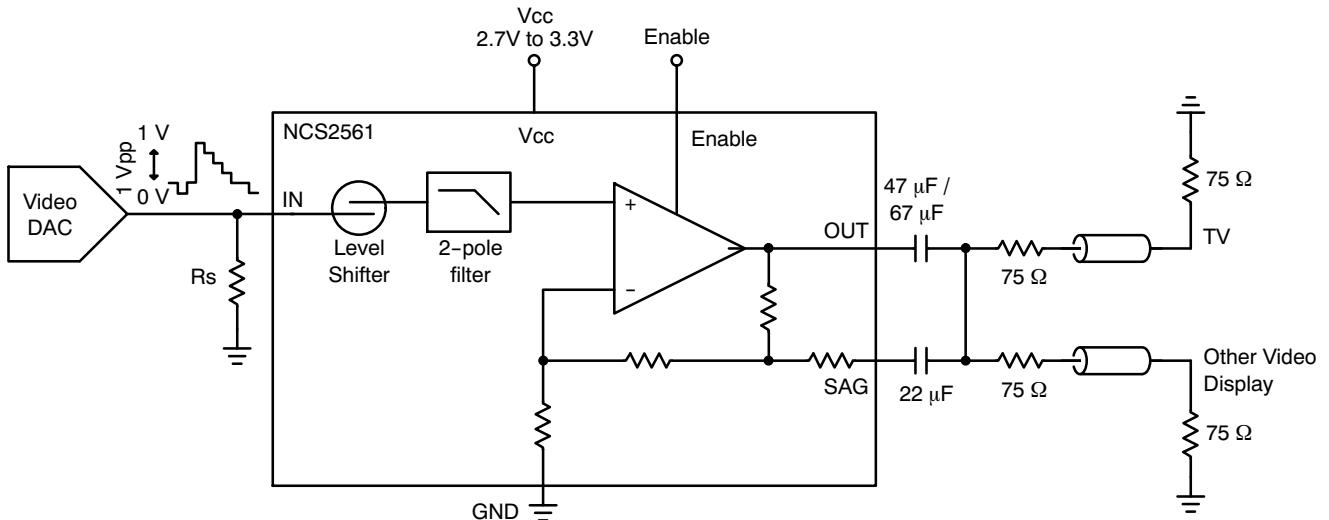 Vcc
2.7V to 3.3V
Enable
NCS2561
Vcc
Enable
1 Vpp
1 V
0 V
Video
DAC
IN
Level
Shifter
2-pole
filter
+
−
OUT
47 μF /
67 μF
75 Ω
75 Ω
TV
Rs
SAG
22 μF
75 Ω
Other Video
Display
75 Ω
GND